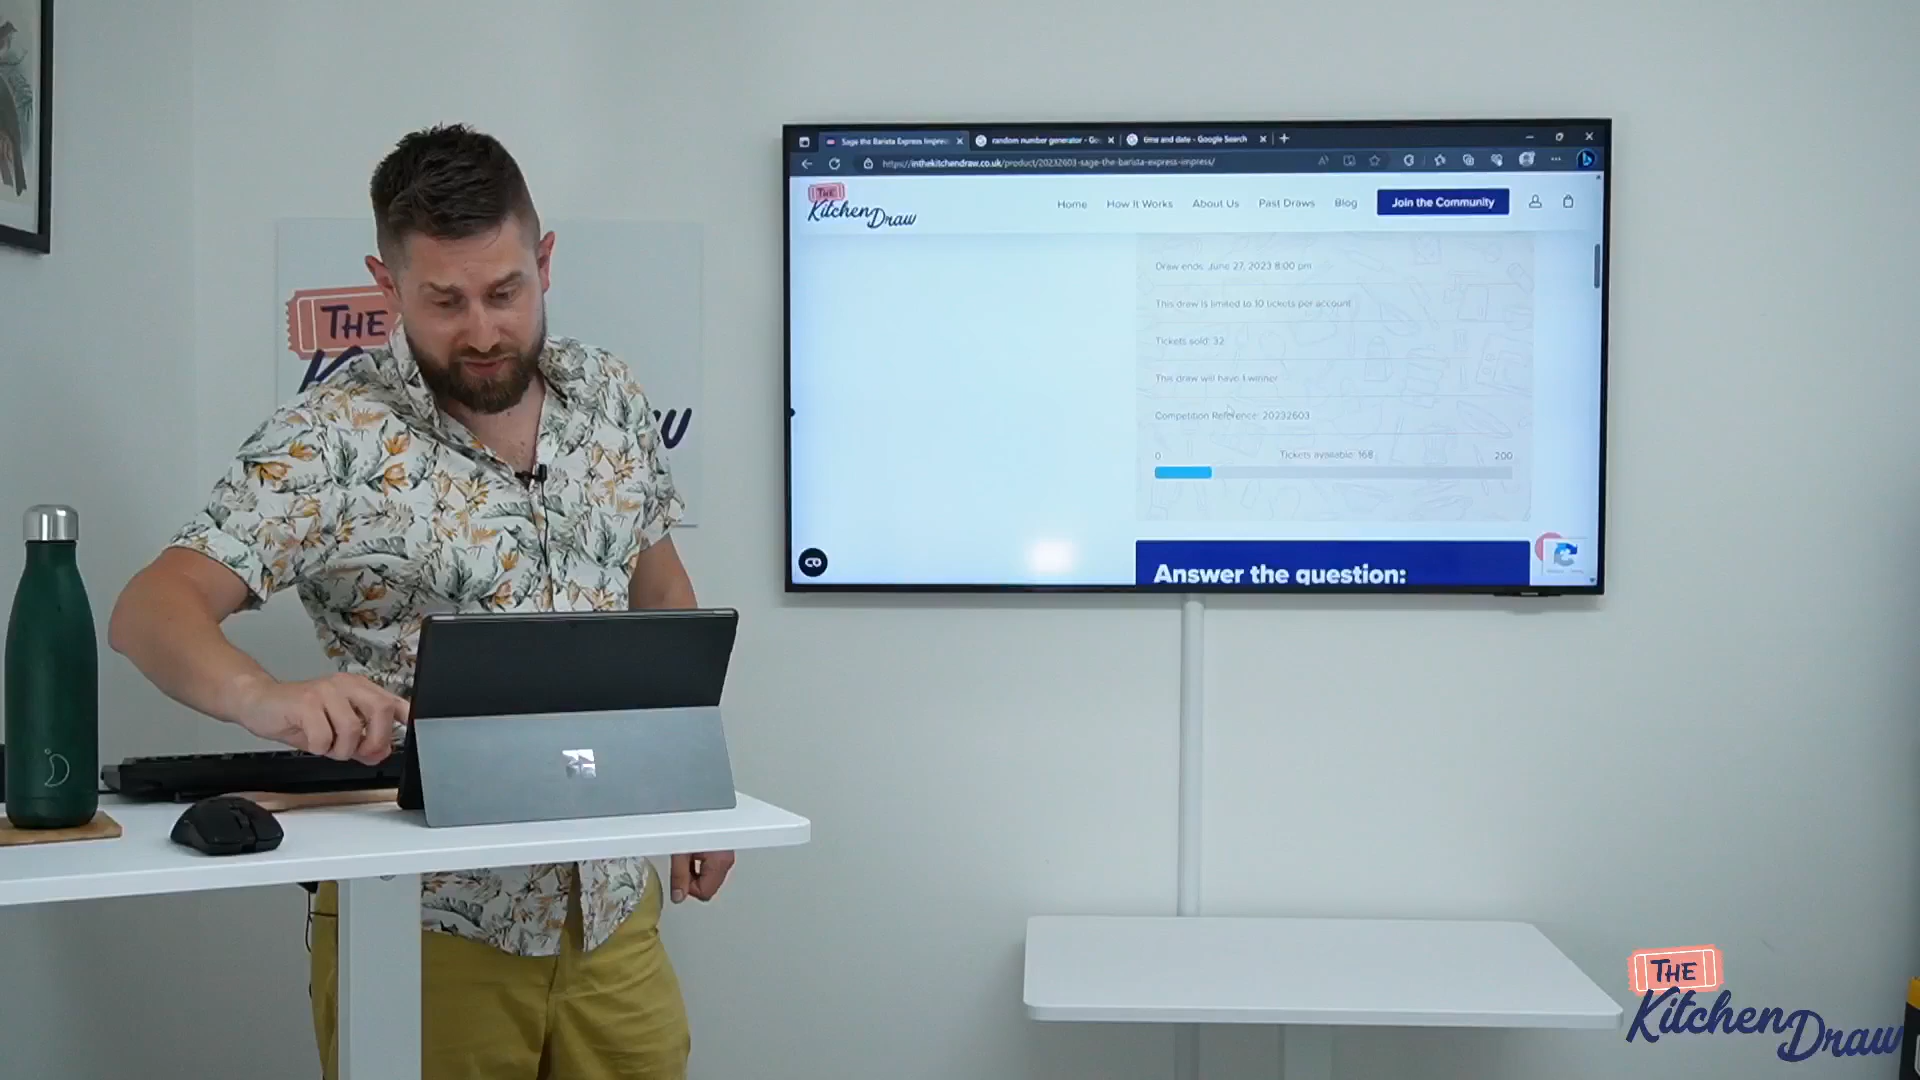 Sage the Barista Express Impres
random number generator - Go
time and date - Google Search
https://inthekitchendraw.co.uk/product/20232603-sage-the-barista-express-impress/
THE
Kitchen Draw
Home
How It Works
About Us
Past Draws
Blog
Join the Community
Draw ends: June 27, 2023 8:00 pm
This draw is limited to 10 tickets per account
Tickets sold: 32
This draw will have 1 winner
Competition Reference: 20232603
0
Tickets available: 168
200
Answer the question:
THE
THE
Kitchen Draw